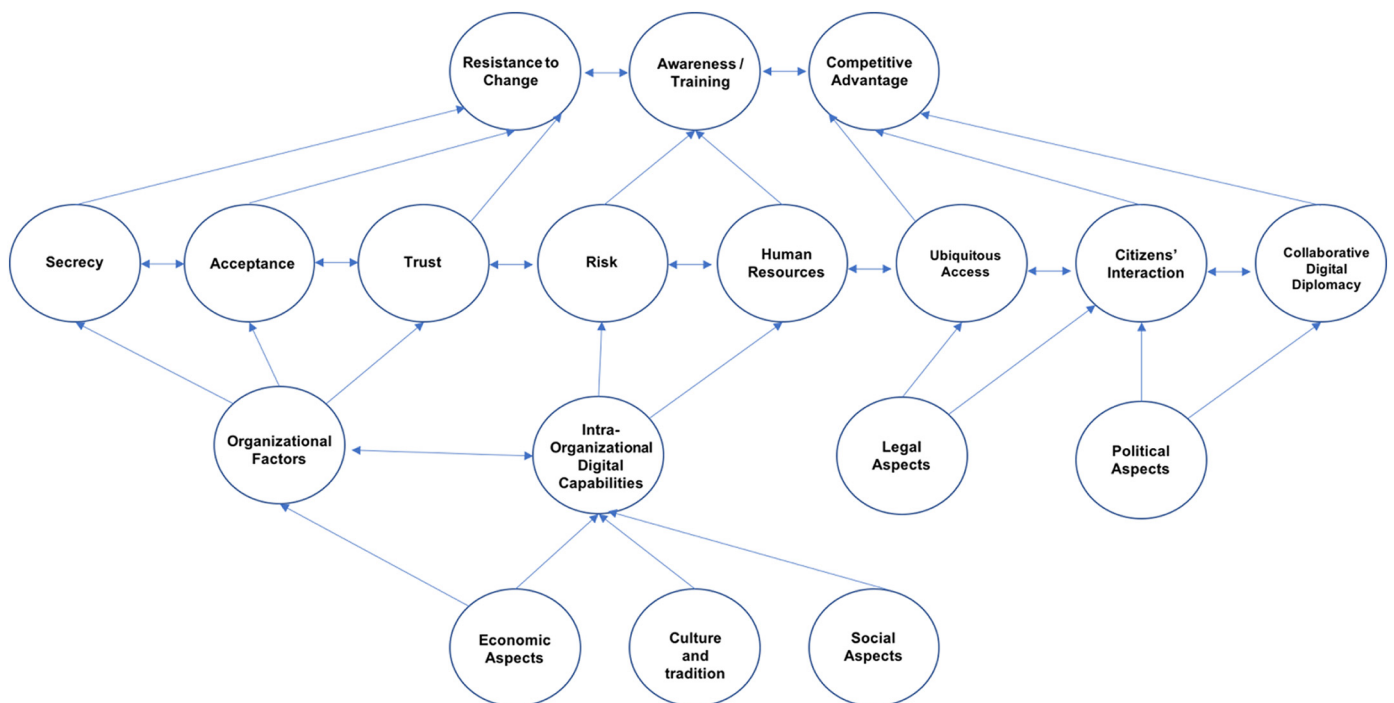 Resistance to
Change
Awareness /
Training
Competitive
Advantage
Secrecy
Acceptance
Trust
Risk
Human
Resources
Ubiquitous
Access
Citizens’
Interaction
Collaborative
Digital
Diplomacy
Organizational
Factors
Intra-
Organizational
Digital
Capabilities
Legal
Aspects
Political
Aspects
Economic
Aspects
Culture
and
tradition
Social
Aspects